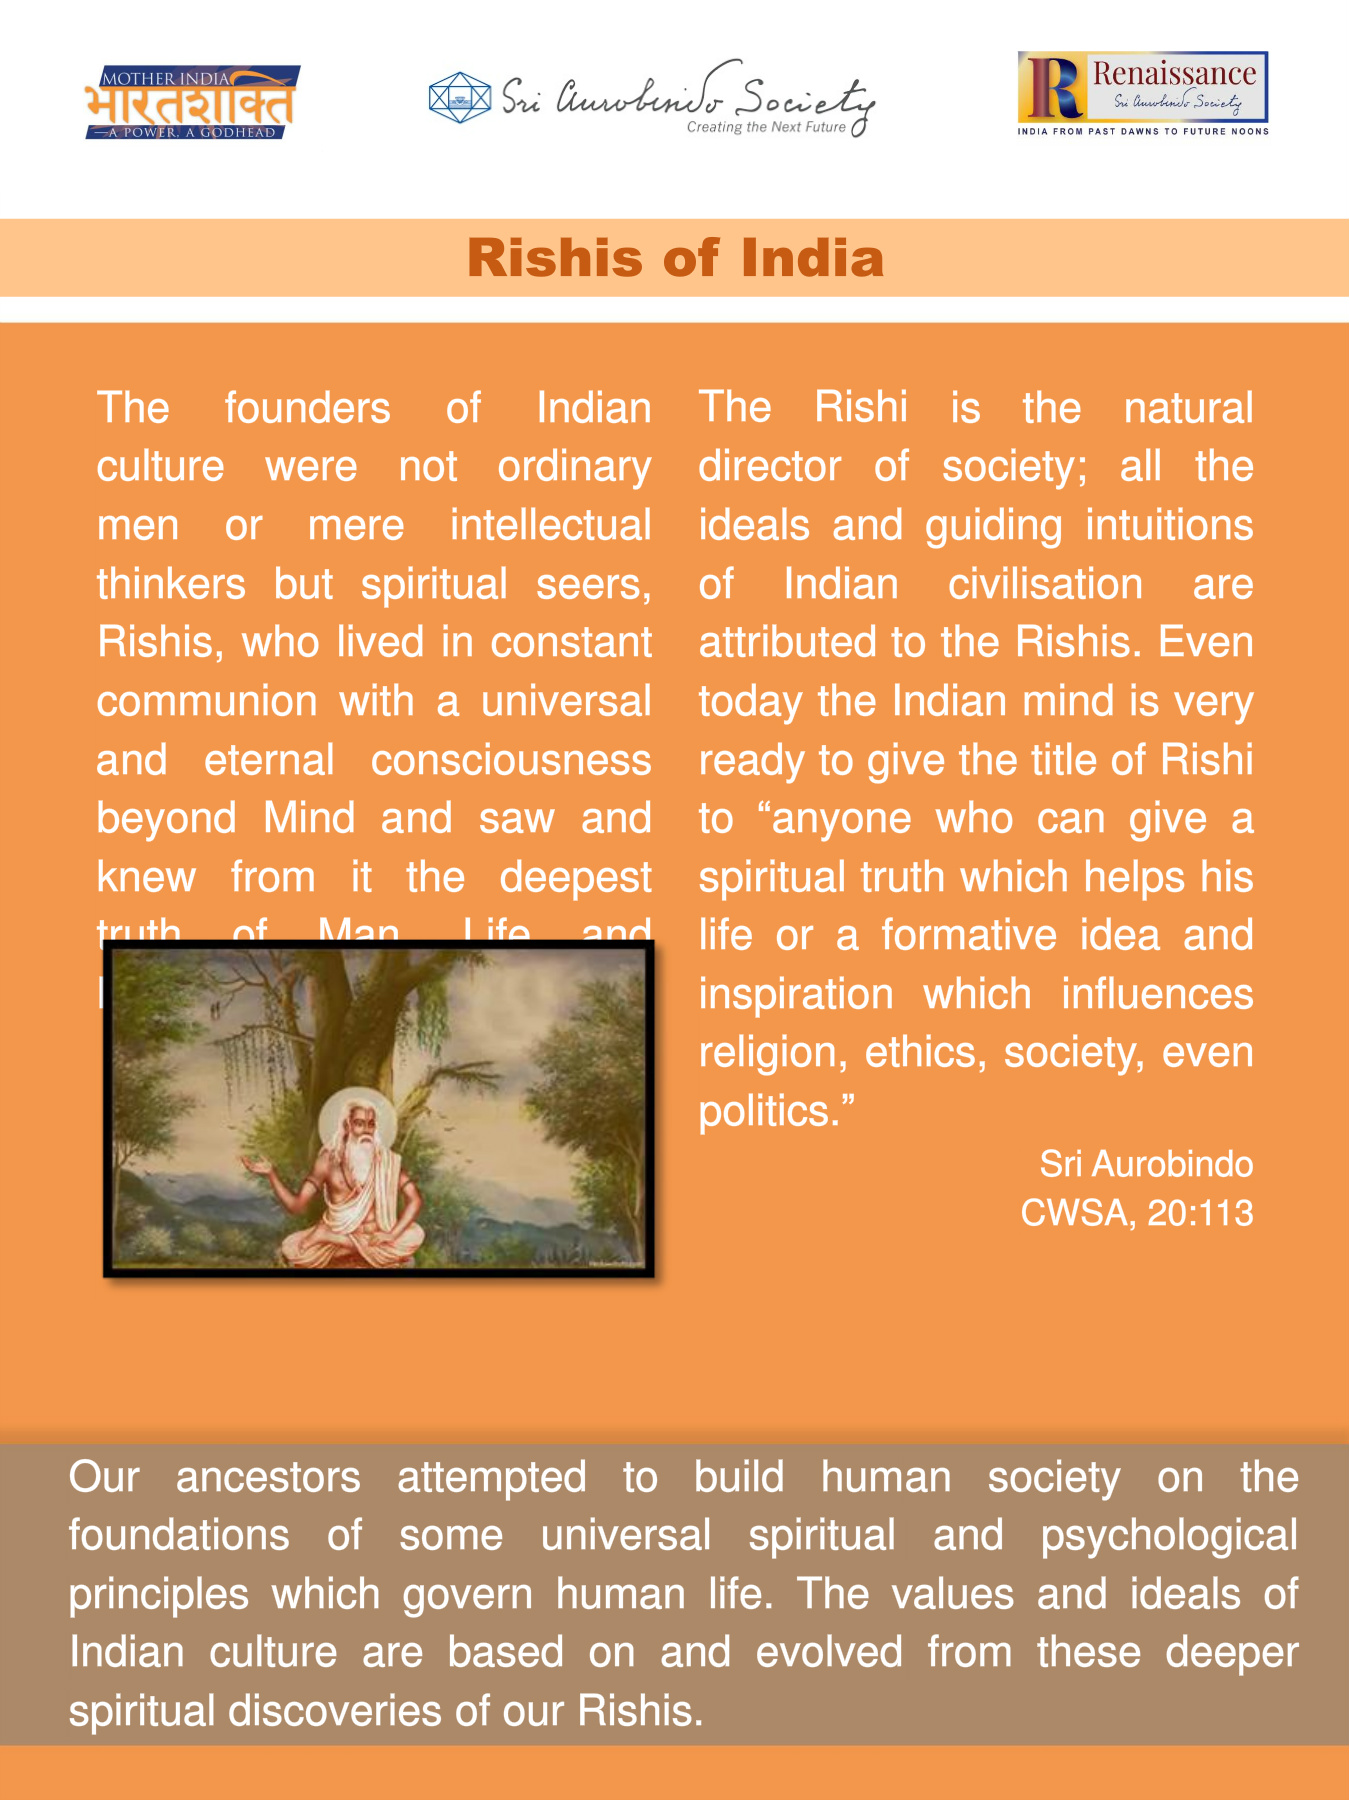 MOTHER INDIA
भारतशक्ति
A POWER, A GODHEAD
Sri Aurobindo Society
Creating the Next Future
R Renaissance
Sri Aurobindo Society
INDIA FROM PAST DAWNS TO FUTURE NOONS
Rishis of India
The founders of Indian
culture were not ordinary
men or mere intellectual
thinkers but spiritual seers,
Rishis, who lived in constant
communion with a universal
and eternal consciousness
beyond Mind and saw and
knew from it the deepest
truth of Man, Life and
The Rishi is the natural
director of society; all the
ideals and guiding intuitions
of Indian civilisation are
attributed to the Rishis. Even
today the Indian mind is very
ready to give the title of Rishi
to “anyone who can give a
spiritual truth which helps his
life or a formative idea and
inspiration which influences
religion, ethics, society, even
politics.”
Sri Aurobindo
CWSA, 20:113
Our ancestors attempted to build human society on the
foundations of some universal spiritual and psychological
principles which govern human life. The values and ideals of
Indian culture are based on and evolved from these deeper
spiritual discoveries of our Rishis.